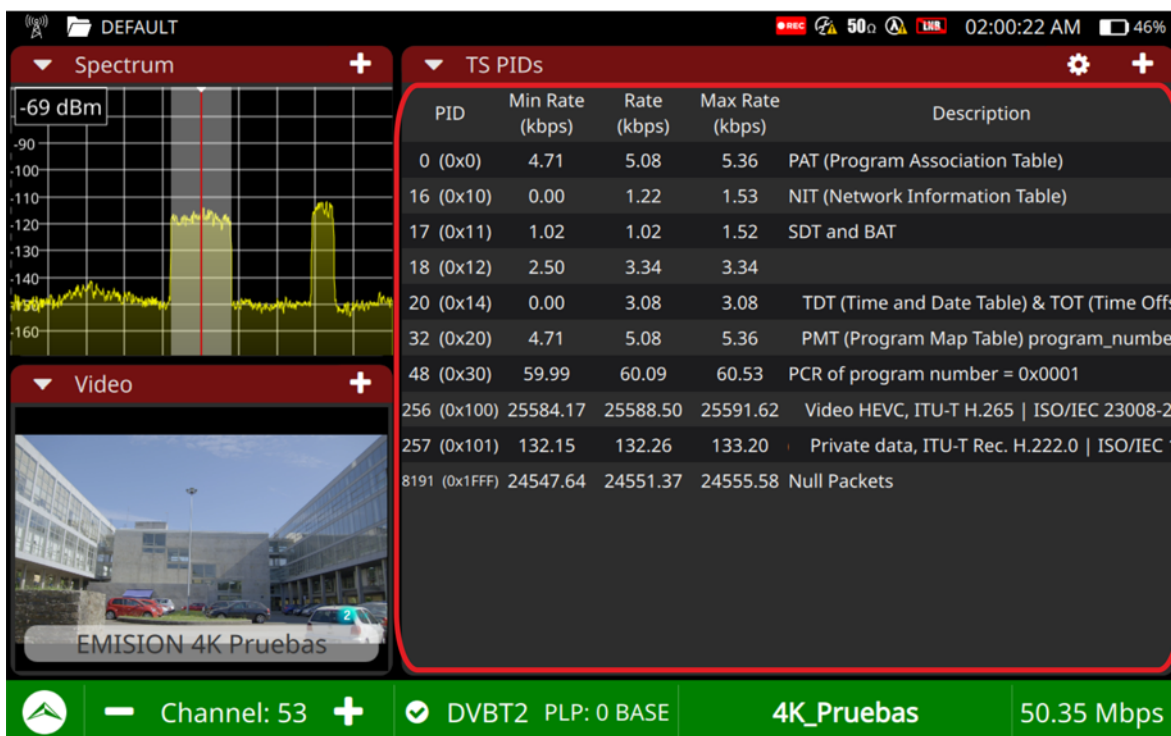 DEFAULT
REC 50Ω LNB 02:00:22 AM 46%
Spectrum
-69 dBm
-90
-100
-110
-120
-130
-140
-150
-160
Video
EMISION 4K Pruebas
2
TS PIDs
PID Min Rate (kbps) Rate (kbps) Max Rate (kbps) Description
0 (0x0) 4.71 5.08 5.36 PAT (Program Association Table)
16 (0x10) 0.00 1.22 1.53 NIT (Network Information Table)
17 (0x11) 1.02 1.02 1.52 SDT and BAT
18 (0x12) 2.50 3.34 3.34
20 (0x14) 0.00 3.08 3.08 TDT (Time and Date Table) & TOT (Time Offs
32 (0x20) 4.71 5.08 5.36 PMT (Program Map Table) program_numbe
48 (0x30) 59.99 60.09 60.53 PCR of program number = 0x0001
256 (0x100) 25584.17 25588.50 25591.62 Video HEVC, ITU-T H.265 | ISO/IEC 23008-2
257 (0x101) 132.15 132.26 133.20 Private data, ITU-T Rec. H.222.0 | ISO/IEC
8191 (0x1FFF) 24547.64 24551.37 24555.58 Null Packets
Channel: 53 DVBT2 PLP: 0 BASE 4K_Pruebas 50.35 Mbps